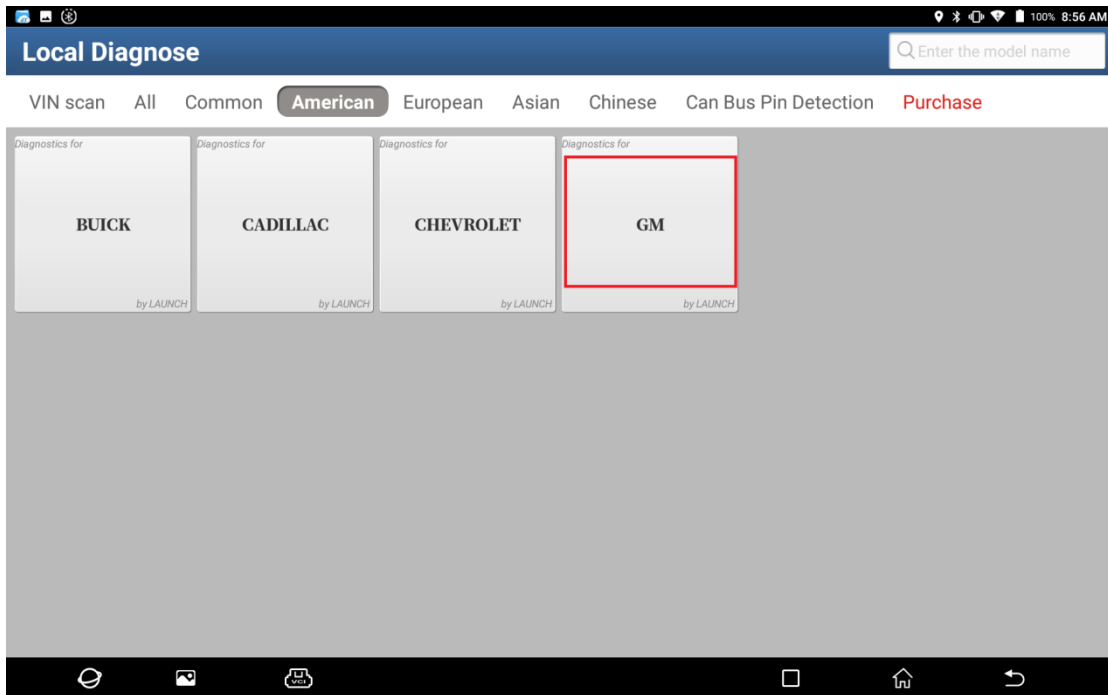 100% 8:56 AM
Local Diagnose
Enter the model name
VIN scan All Common American European Asian Chinese Can Bus Pin Detection Purchase
Diagnostics for Diagnostics for Diagnostics for Diagnostics for
BUICK CADILLAC CHEVROLET GM
by LAUNCH by LAUNCH by LAUNCH by LAUNCH
VCI